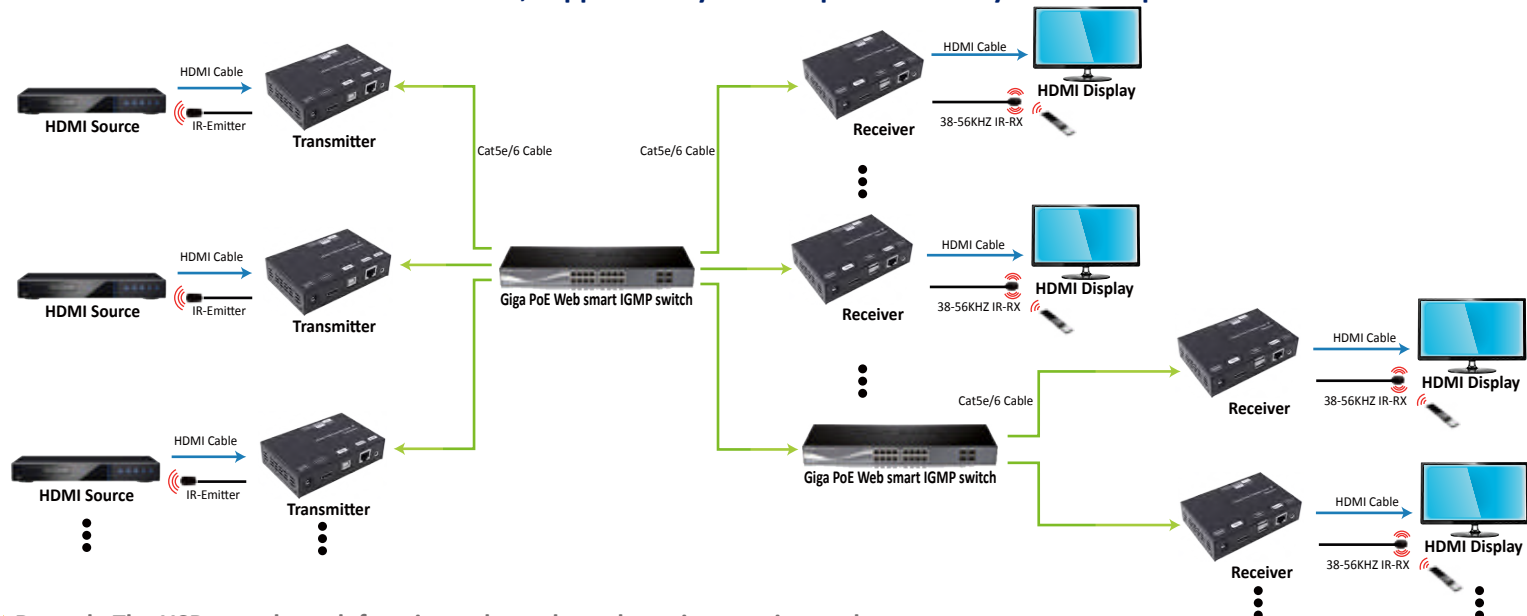 HDMI Cable
HDMI Source
IR-Emitter
Transmitter
HDMI Cable
HDMI Source
IR-Emitter
Transmitter
HDMI Cable
HDMI Source
IR-Emitter
Transmitter
Cat5e/6 Cable
Cat5e/6 Cable
Giga PoE Web smart IGMP switch
HDMI Cable
HDMI Display
38-56KHZ IR-RX
Receiver
HDMI Cable
HDMI Display
38-56KHZ IR-RX
Receiver
Cat5e/6 Cable
Giga PoE Web smart IGMP switch
HDMI Cable
HDMI Display
38-56KHZ IR-RX
Receiver
HDMI Cable
HDMI Display
38-56KHZ IR-RX
Receiver